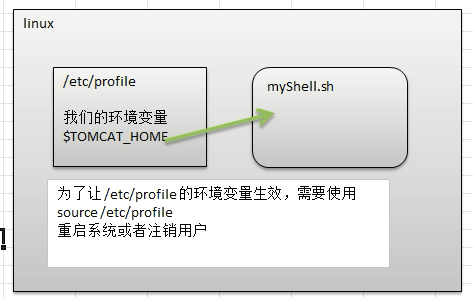 linux
/etc/profile
我们的环境变量
$TOMCAT_HOME
myShell.sh
为了让 /etc/profile 的环境变量生效，需要使用
source /etc/profile
重启系统或者注销用户